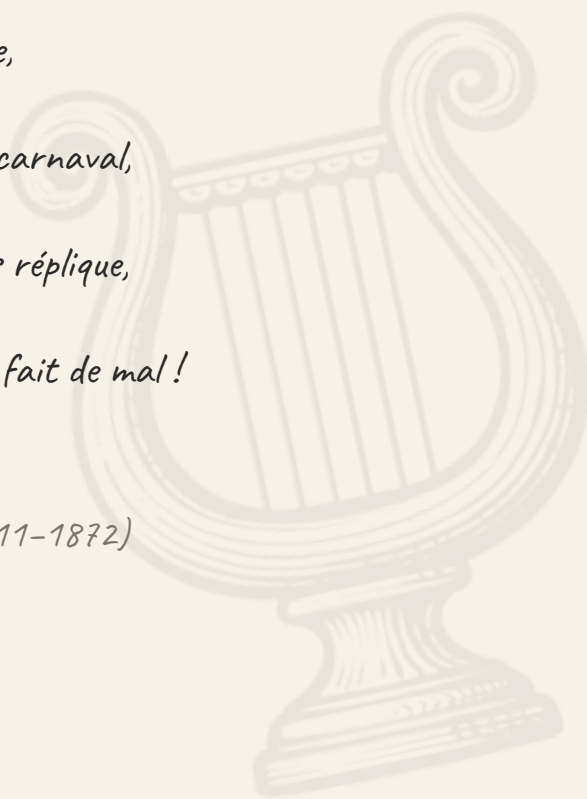 e,
carnaval,
e réplique,
fait de mal !
11–1872)